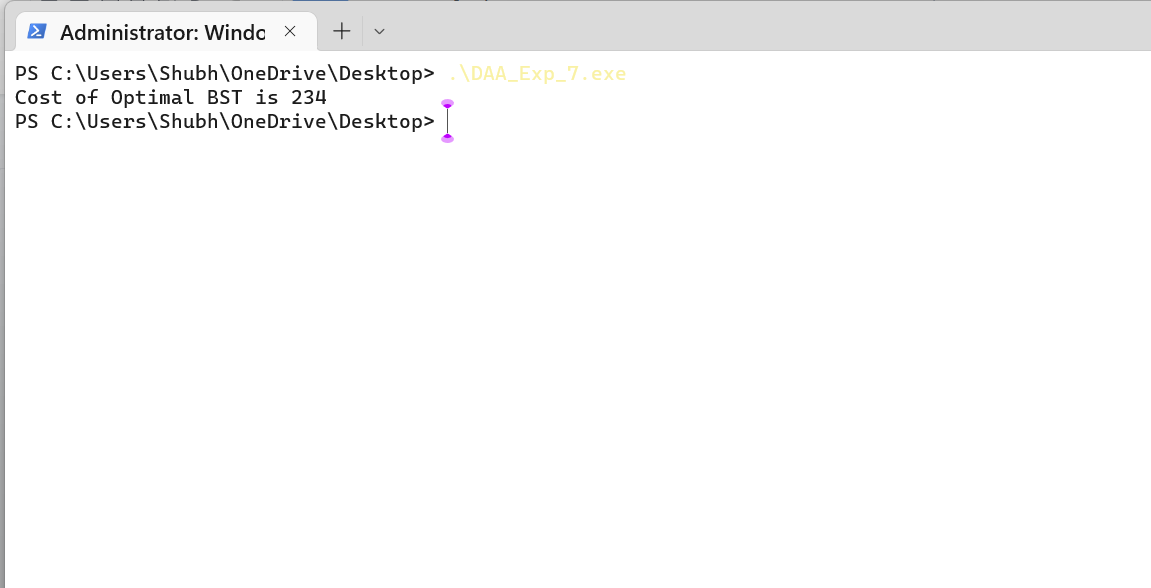 Administrator: Windo
PS C:\Users\Shubh\OneDrive\Desktop> .\DAA_Exp_7.exe
Cost of Optimal BST is 234
PS C:\Users\Shubh\OneDrive\Desktop>